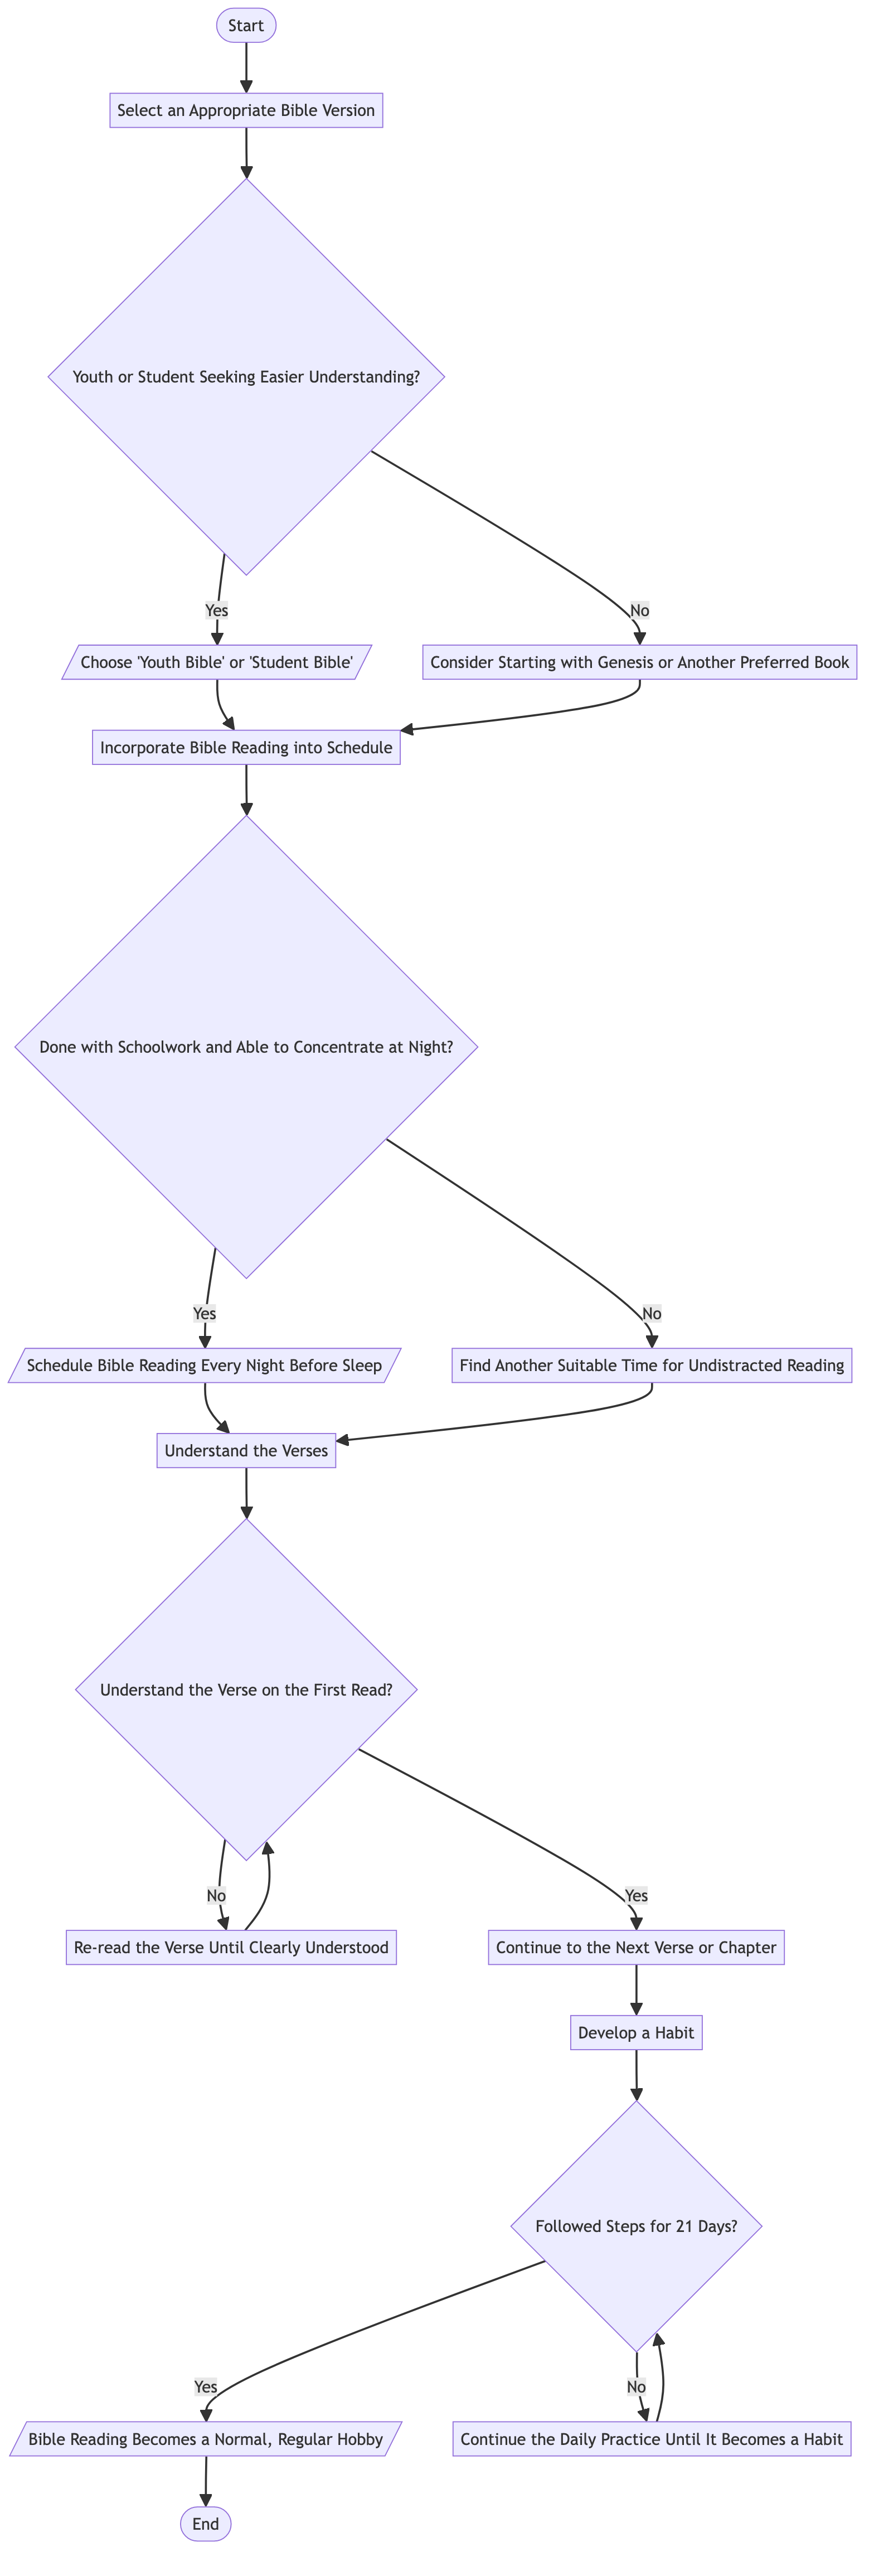 Start
Select an Appropriate Bible Version
Youth or Student Seeking Easier Understanding?
Yes
No
Choose 'Youth Bible' or 'Student Bible'
Consider Starting with Genesis or Another Preferred Book
Incorporate Bible Reading into Schedule
Done with Schoolwork and Able to Concentrate at Night?
Yes
No
Schedule Bible Reading Every Night Before Sleep
Find Another Suitable Time for Undistracted Reading
Understand the Verses
Understand the Verse on the First Read?
No
Yes
Re-read the Verse Until Clearly Understood
Continue to the Next Verse or Chapter
Develop a Habit
Followed Steps for 21 Days?
Yes
No
Bible Reading Becomes a Normal, Regular Hobby
Continue the Daily Practice Until It Becomes a Habit
End